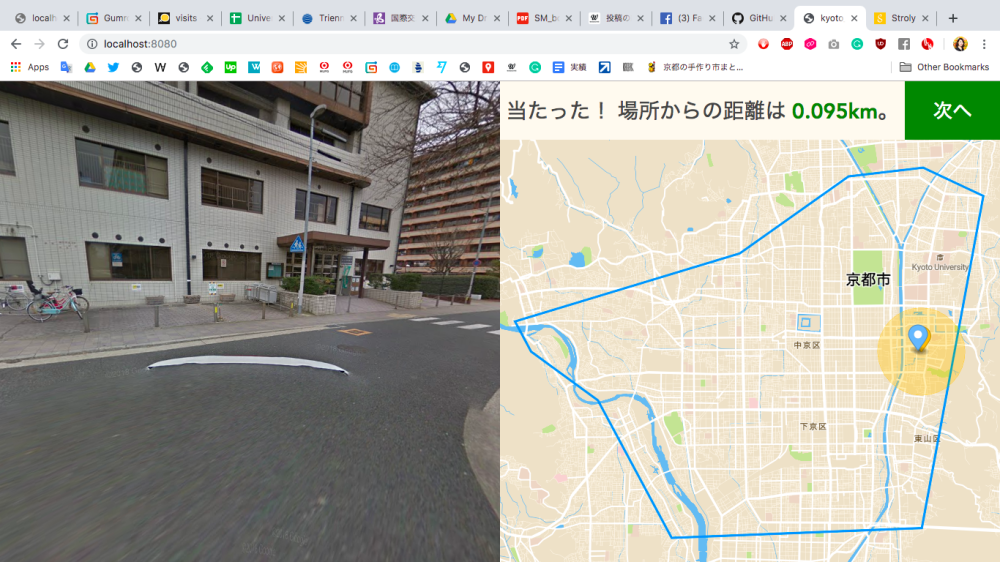 localh
Gumm
visits
Unive
Trienn
国際交
My Dr
SM_b
投稿の
(3) Fa
GitHu
kyoto
Stroly
localhost:8080
Apps
実績
京都の手作り市まと...
Other Bookmarks
当たった！ 場所からの距離は 0.095km。
次へ
京都市
Kyoto University
中京区
下京区
東山区